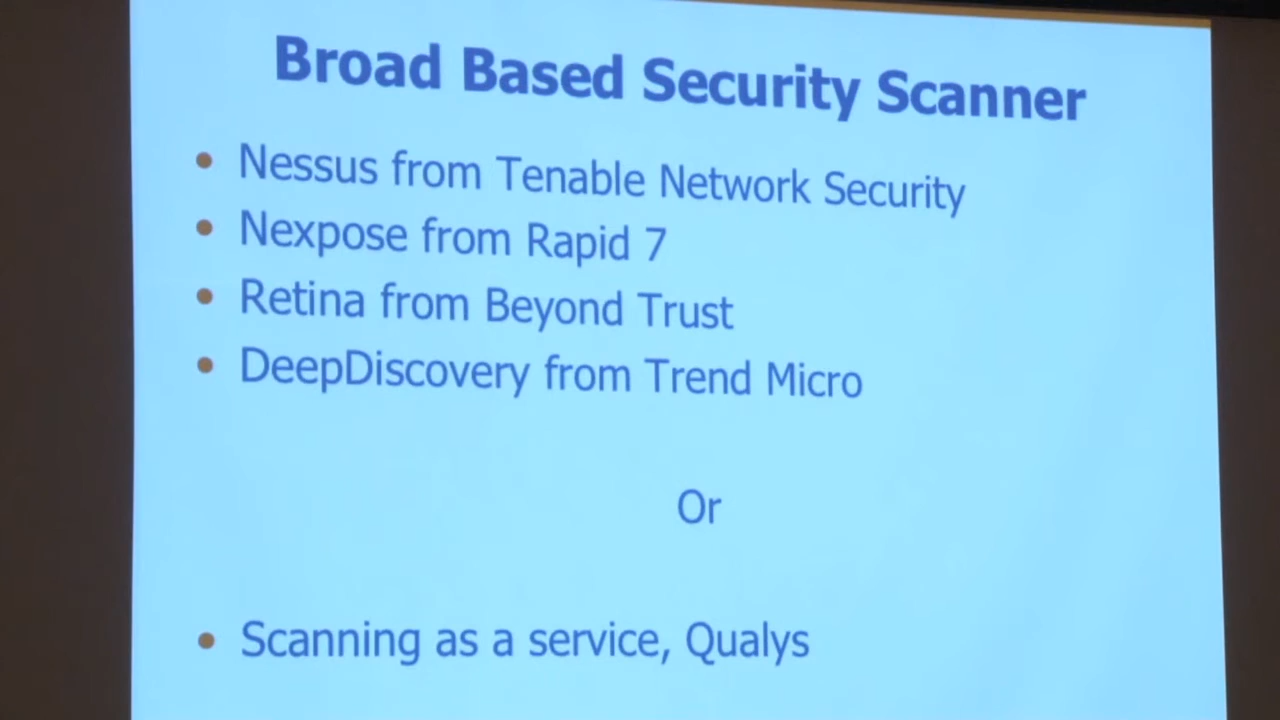 Broad Based Security Scanner
• Nessus from Tenable Network Security
• Nexpose from Rapid 7
• Retina from Beyond Trust
• DeepDiscovery from Trend Micro
Or
• Scanning as a service, Qualys